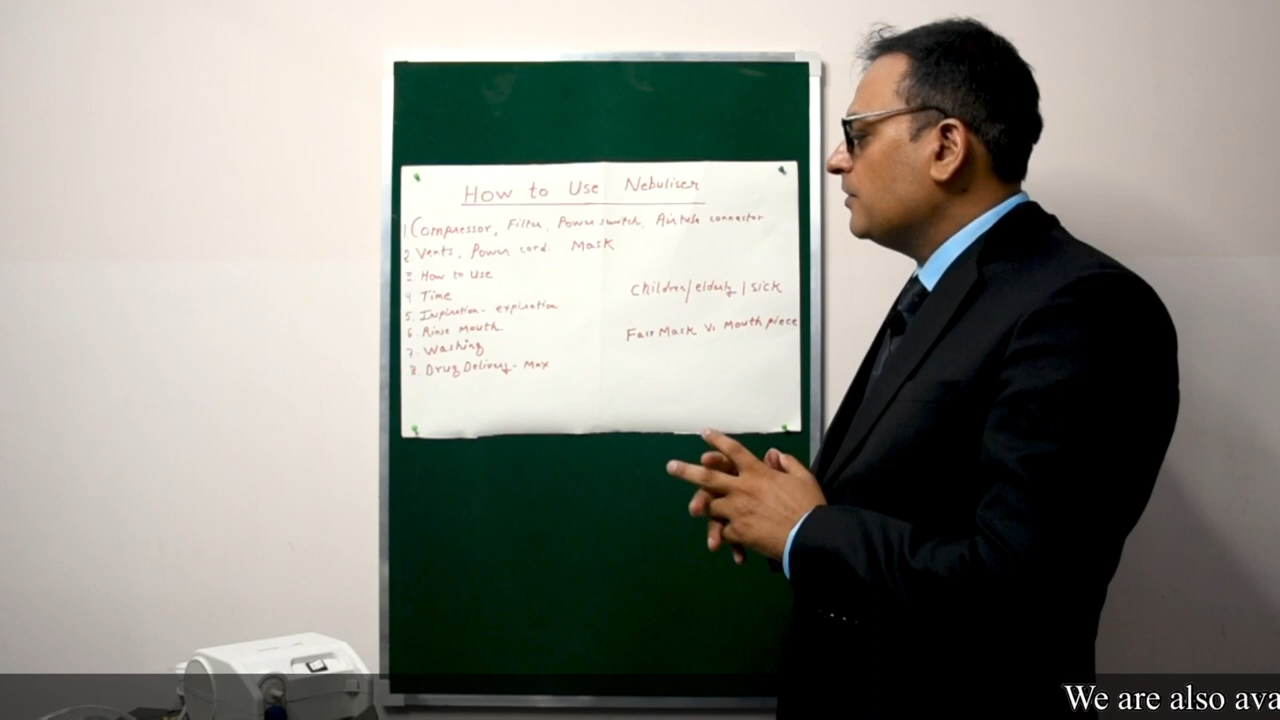 How to Use Nebuliser
1 Compressor, Filter, Power switch, Air tube connector
2. Vents, Power cord. Mask
3 How to Use
4 Time
5. Inspiration - expiration
6. Rinse Mouth
7. Washing
8. Drug Delivery - Max
Children/elderly/sick
Face Mask Vs Mouth piece
We are also ava